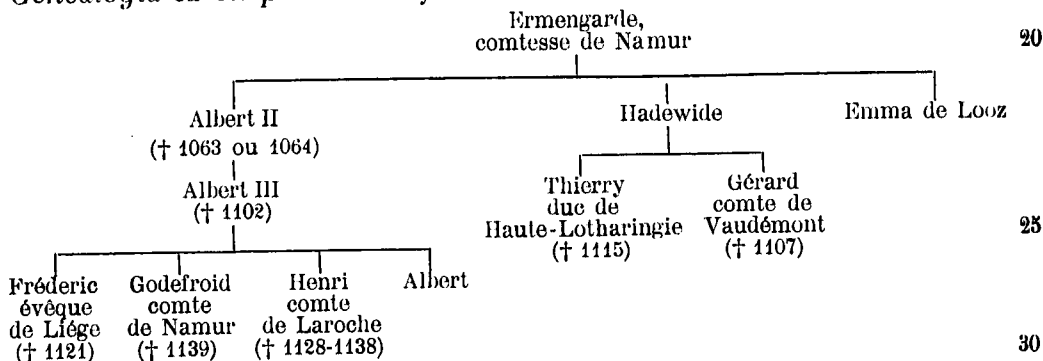 Ermengarde,
comtesse de Namur 20
Albert II Hadewide Emma de Looz
(† 1063 ou 1064)
Albert III Thierry Gérard
(† 1102) duc de comte de
Haute-Lotharingie Vaudémont 25
(† 1115) († 1107)
Fréderic Godefroid Henri Albert
évêque comte comte
de Liége de Namur de Laroche
(† 1121) († 1139) († 1128-1138) 30